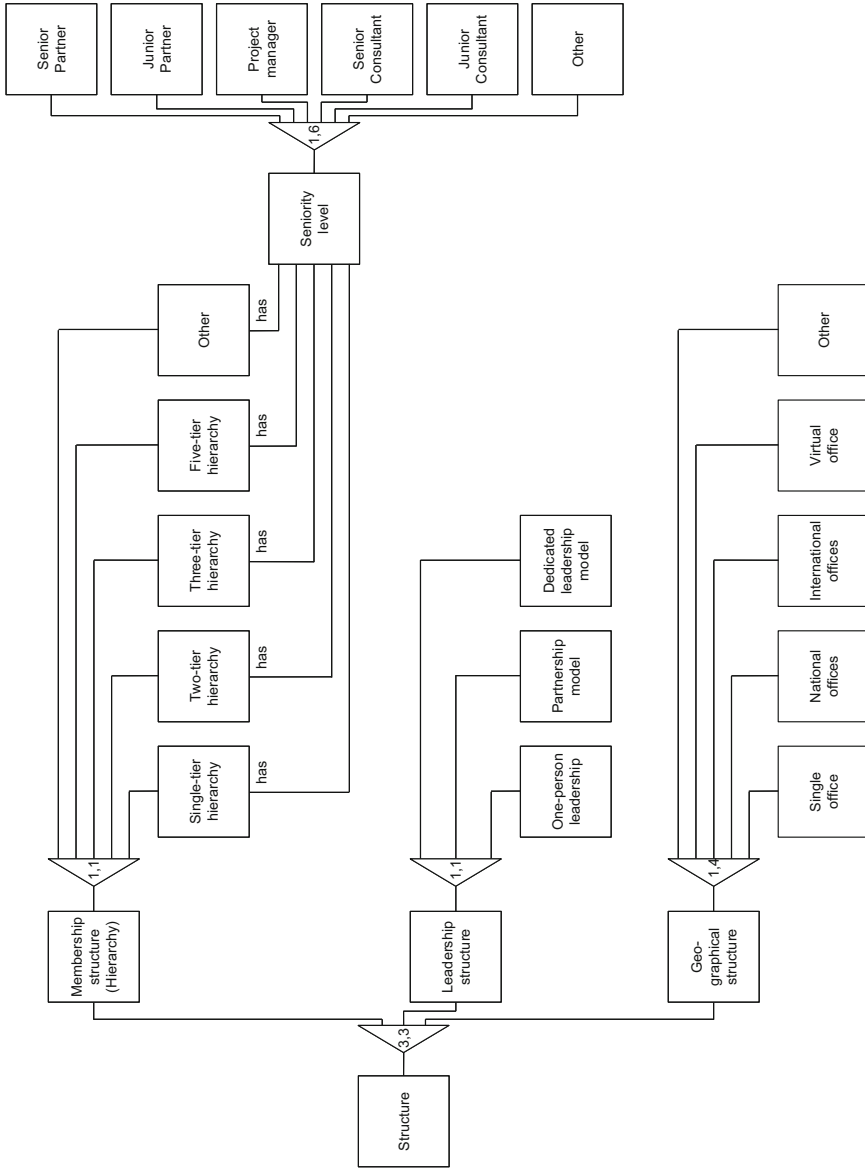 Structure
3,3
Membership
structure
(Hierarchy)
Leadership
structure
Geo-
graphical
structure
1,1
1,1
1,4
Single-tier
hierarchy
has
Two-tier
hierarchy
has
Three-tier
hierarchy
has
Five-tier
hierarchy
has
Other
has
One-person
leadership
Partnership
model
Dedicated
leadership
model
Single
office
National
offices
International
offices
Virtual
office
Other
Seniority
level
1,6
Senior
Partner
Junior
Partner
Project
manager
Senior
Consultant
Junior
Consultant
Other